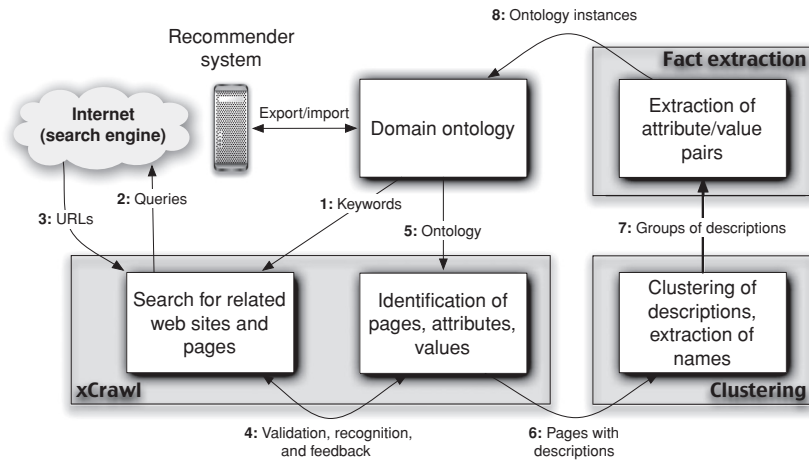 8: Ontology instances
Recommender
system
Fact extraction
Internet
(search engine)
Export/import
Domain ontology
Extraction of
attribute/value
pairs
2: Queries
1: Keywords
3: URLs
5: Ontology
7: Groups of descriptions
Search for related
web sites and
pages
Identification of
pages, attributes,
values
Clustering of
descriptions,
extraction of
names
xCrawl
Clustering
4: Validation, recognition,
and feedback
6: Pages with
descriptions